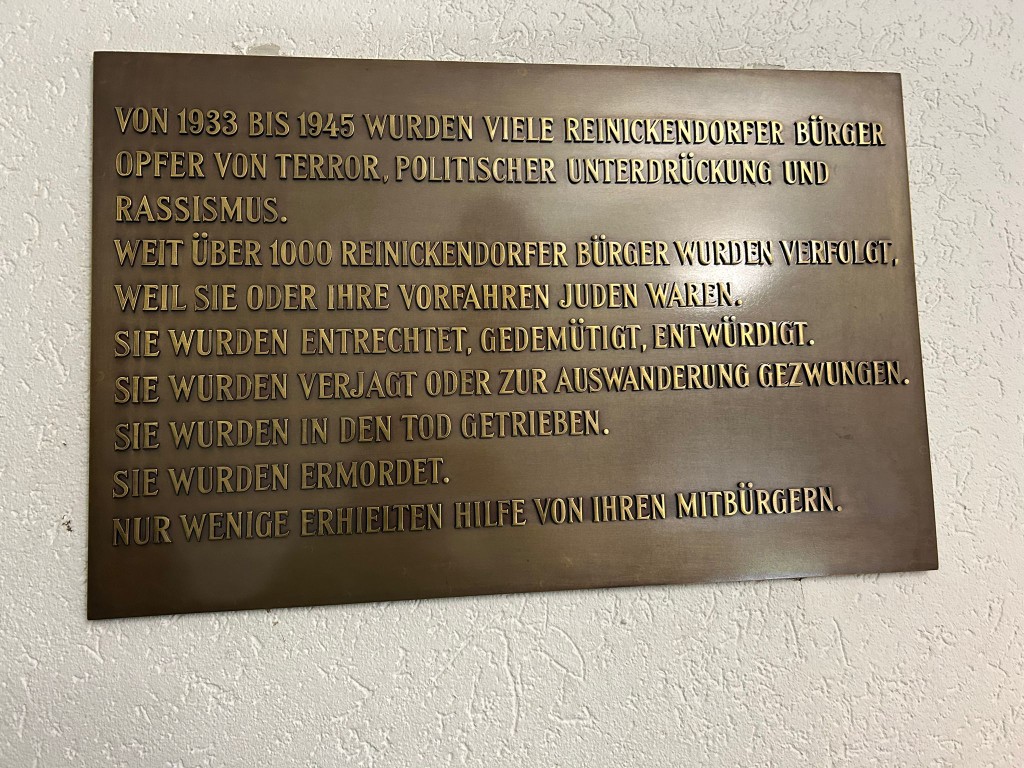 VON 1933 BIS 1945 WURDEN VIELE REINICKENDORFER BÜRGER
OPFER VON TERROR, POLITISCHER UNTERDRÜCKUNG UND
RASSISMUS.
WEIT ÜBER 1000 REINICKENDORFER BÜRGER WURDEN VERFOLGT,
WEIL SIE ODER IHRE VORFAHREN JUDEN WAREN.
SIE WURDEN ENTRECHTET, GEDEMÜTIGT, ENTWÜRDIGT.
SIE WURDEN VERJAGT ODER ZUR AUSWANDERUNG GEZWUNGEN.
SIE WURDEN IN DEN TOD GETRIEBEN.
SIE WURDEN ERMORDET.
NUR WENIGE ERHIELTEN HILFE VON IHREN MITBÜRGERN.